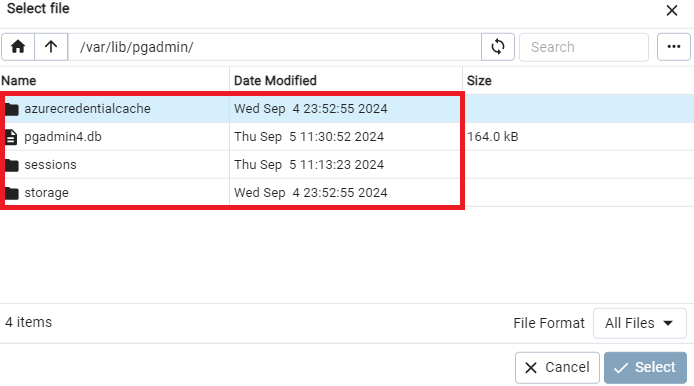 Select file
/var/lib/pgadmin/
Search
Name Date Modified Size
azurecredentialcache Wed Sep 4 23:52:55 2024
pgadmin4.db Thu Sep 5 11:30:52 2024 164.0 kB
sessions Thu Sep 5 11:13:23 2024
storage Wed Sep 4 23:52:55 2024
4 items File Format All Files
Cancel Select